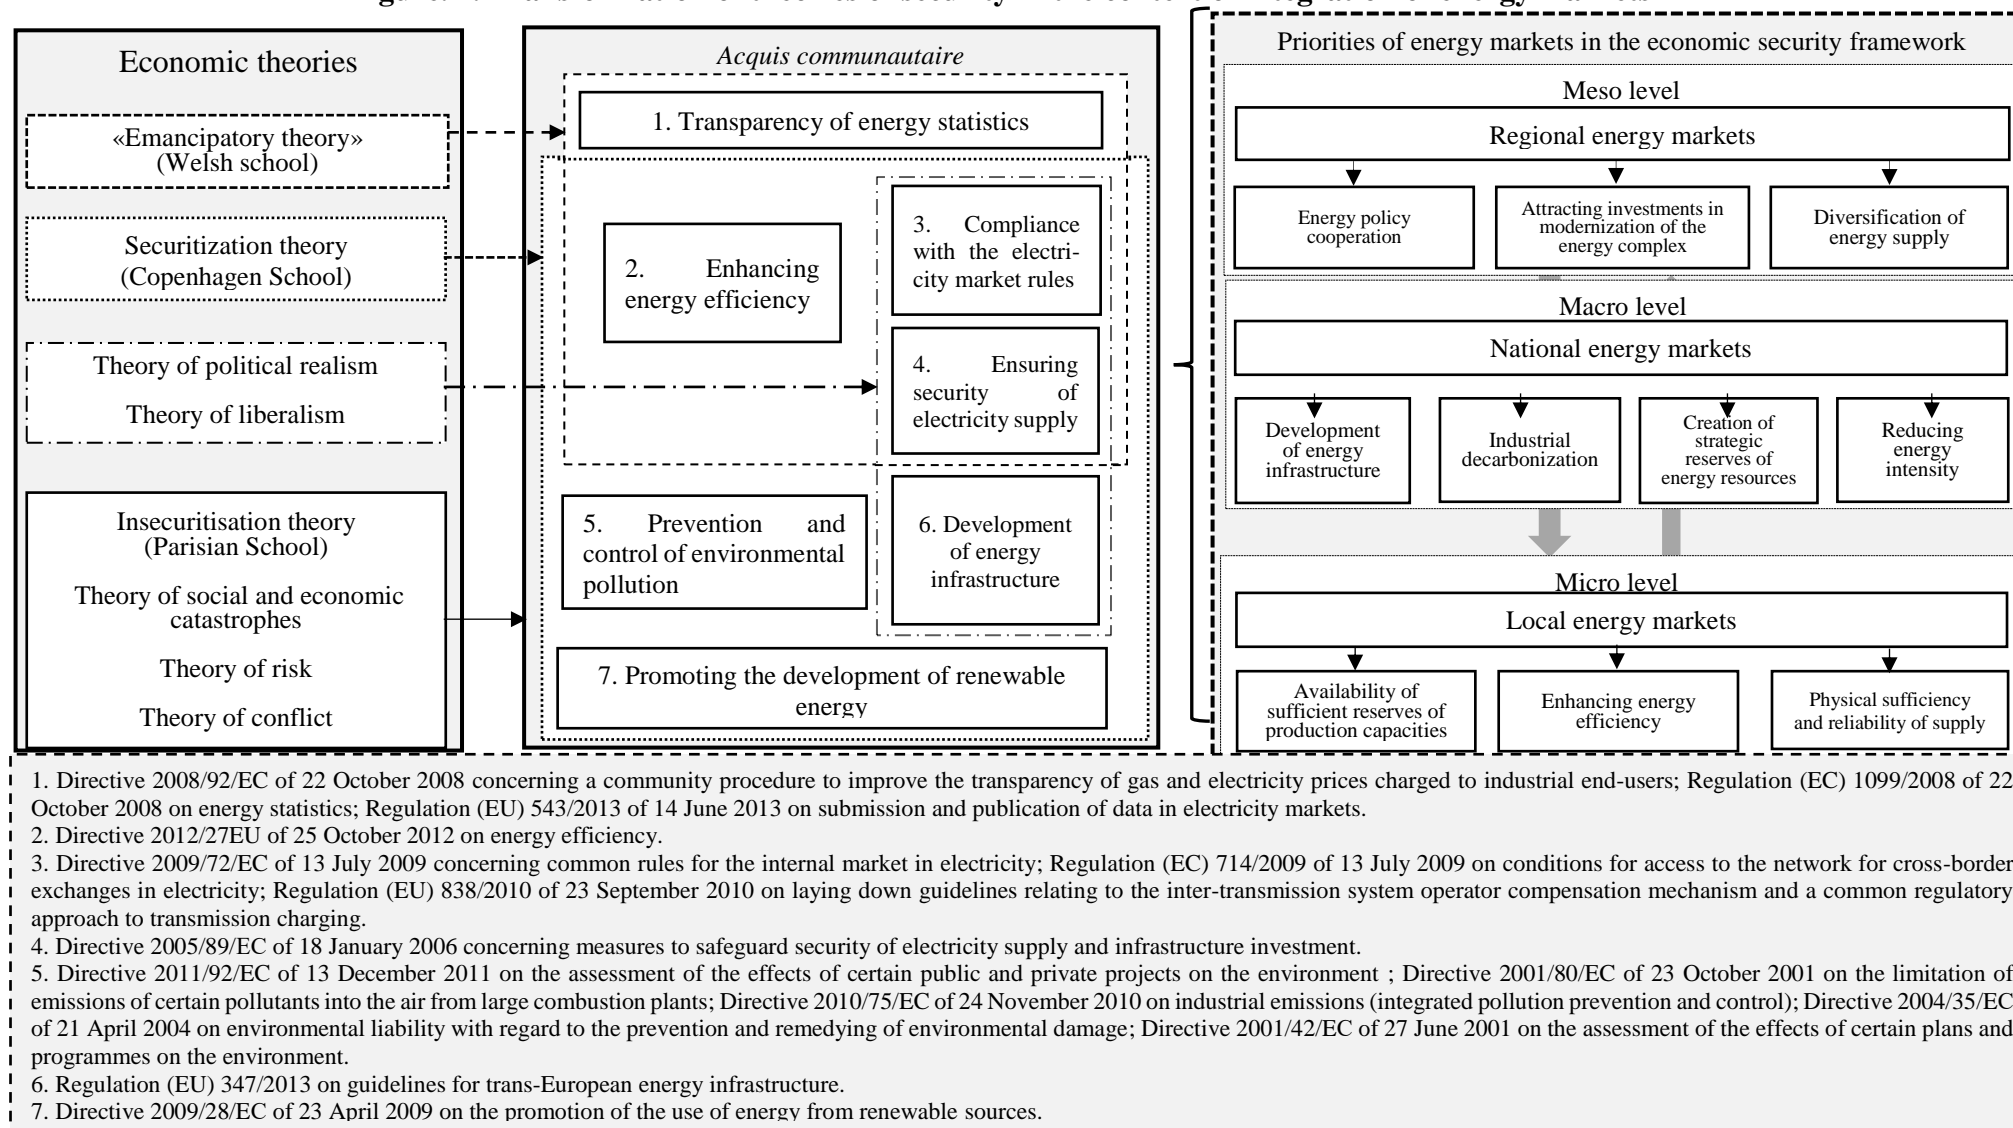 Economic theories
«Emancipatory theory»
(Welsh school)
Securitization theory
(Copenhagen School)
Theory of political realism
Theory of liberalism
Insecuritisation theory
(Parisian School)
Theory of social and economic
catastrophes
Theory of risk
Theory of conflict
Acquis communautaire
1. Transparency of energy statistics
2. Enhancing
energy efficiency
3. Compliance
with the electri-
city market rules
4. Ensuring
security of
electricity supply
5. Prevention and
control of environmental
pollution
6. Development
of energy
infrastructure
7. Promoting the development of renewable
energy
Priorities of energy markets in the economic security framework
Meso level
Regional energy markets
Energy policy
cooperation
Attracting investments in
modernization of the
energy complex
Diversification of
energy supply
Macro level
National energy markets
Development
of energy
infrastructure
Industrial
decarbonization
Creation of
strategic
reserves of
energy resources
Reducing
energy
intensity
Micro level
Local energy markets
Availability of
sufficient reserves of
production capacities
Enhancing energy
efficiency
Physical sufficiency
and reliability of supply
1. Directive 2008/92/EC of 22 October 2008 concerning a community procedure to improve the transparency of gas and electricity prices charged to industrial end-users; Regulation (EC) 1099/2008 of 22
October 2008 on energy statistics; Regulation (EU) 543/2013 of 14 June 2013 on submission and publication of data in electricity markets.
2. Directive 2012/27EU of 25 October 2012 on energy efficiency.
3. Directive 2009/72/EC of 13 July 2009 concerning common rules for the internal market in electricity; Regulation (EC) 714/2009 of 13 July 2009 on conditions for access to the network for cross-border
exchanges in electricity; Regulation (EU) 838/2010 of 23 September 2010 on laying down guidelines relating to the inter-transmission system operator compensation mechanism and a common regulatory
approach to transmission charging.
4. Directive 2005/89/EC of 18 January 2006 concerning measures to safeguard security of electricity supply and infrastructure investment.
5. Directive 2011/92/EC of 13 December 2011 on the assessment of the effects of certain public and private projects on the environment ; Directive 2001/80/EC of 23 October 2001 on the limitation of
emissions of certain pollutants into the air from large combustion plants; Directive 2010/75/EC of 24 November 2010 on industrial emissions (integrated pollution prevention and control); Directive 2004/35/EC
of 21 April 2004 on environmental liability with regard to the prevention and remedying of environmental damage; Directive 2001/42/EC of 27 June 2001 on the assessment of the effects of certain plans and
programmes on the environment.
6. Regulation (EU) 347/2013 on guidelines for trans-European energy infrastructure.
7. Directive 2009/28/EC of 23 April 2009 on the promotion of the use of energy from renewable sources.